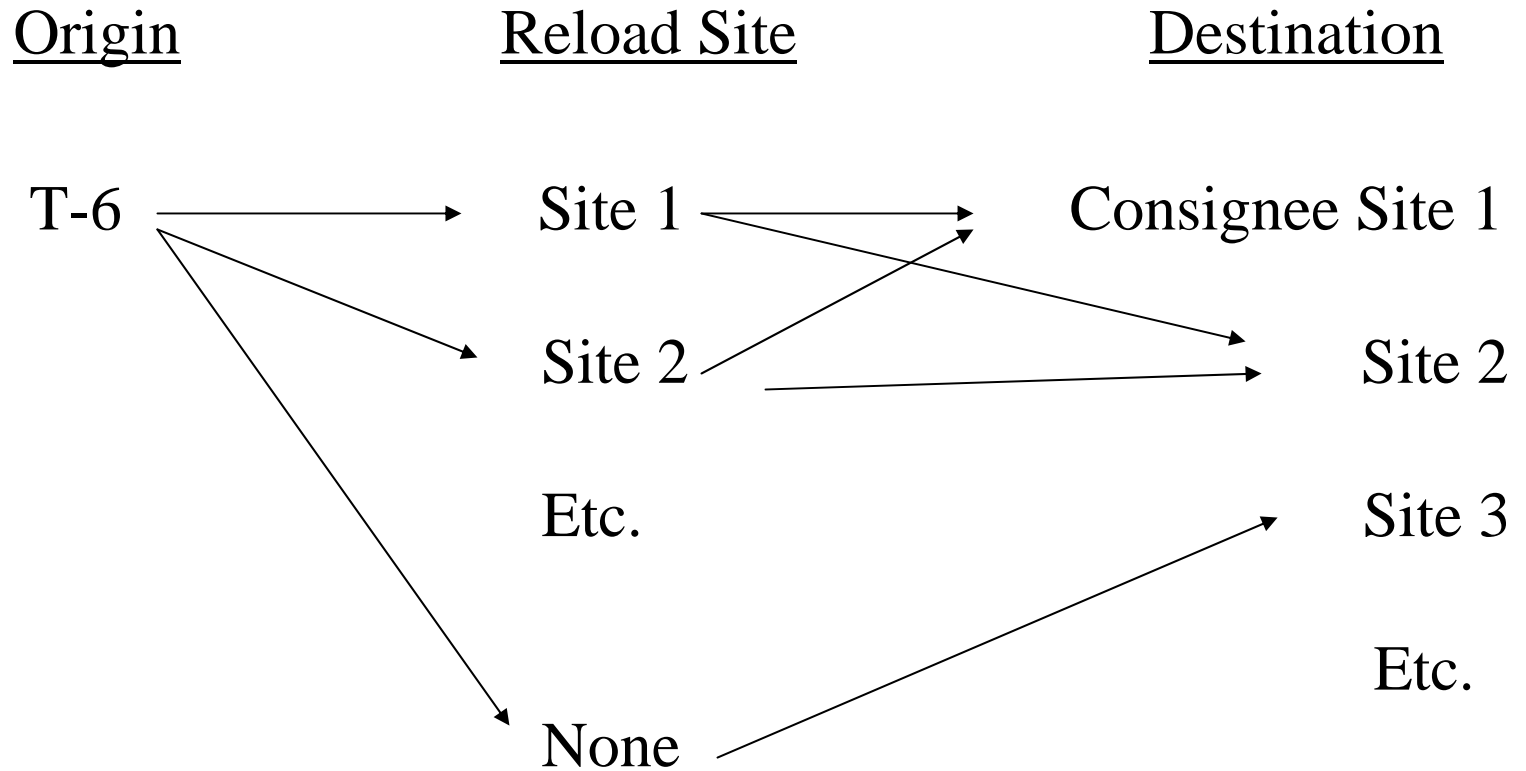 Origin Reload Site Destination
T-6 Site 1 Consignee Site 1
Site 2 Site 2
Etc. Site 3
Etc.
None